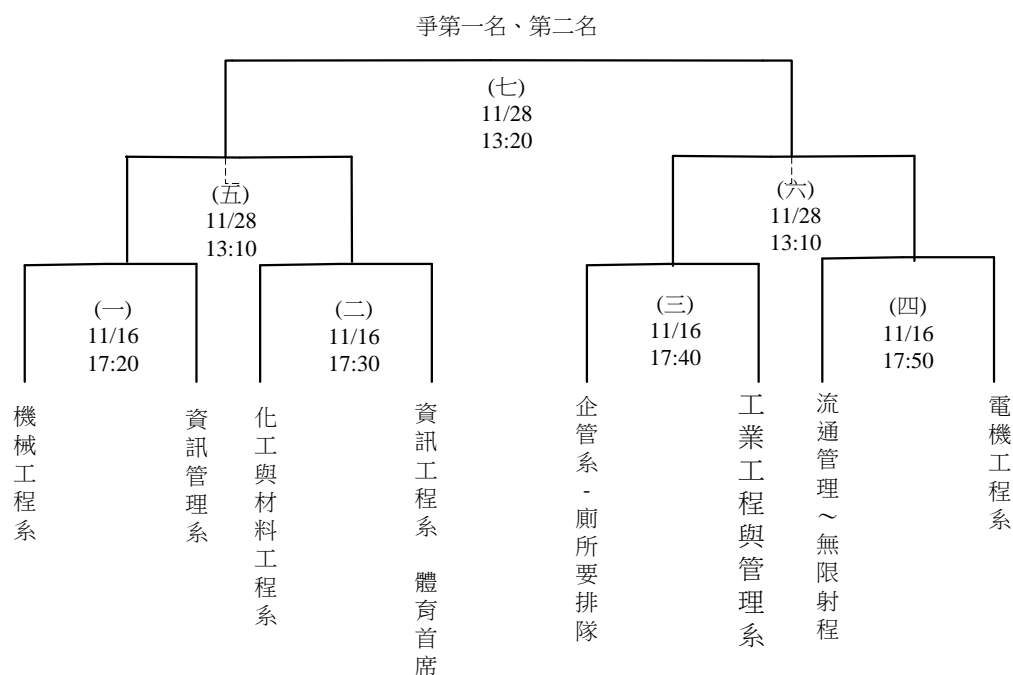 爭第一名、第二名
(七)
11/28
13:20
(五)
11/28
13:10
(六)
11/28
13:10
(一)
11/16
17:20
(二)
11/16
17:30
(三)
11/16
17:40
(四)
11/16
17:50
機械工程系
資訊管理系
化工與材料工程系
資訊工程系 體育首席
企管系-廁所要排隊
工業工程與管理系
流通管理～無限射程
電機工程系